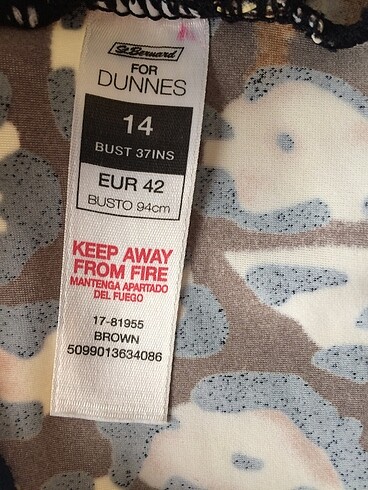 St. Bernard
FOR
DUNNES
14
BUST 37INS
EUR 42
BUSTO 94cm
KEEP AWAY
FROM FIRE
MANTENGA APARTADO
DEL FUEGO
17-81955
BROWN
5099013634086